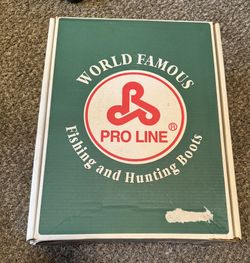 WORLD FAMOUS
PRO LINE ®
Fishing and Hunting Boots